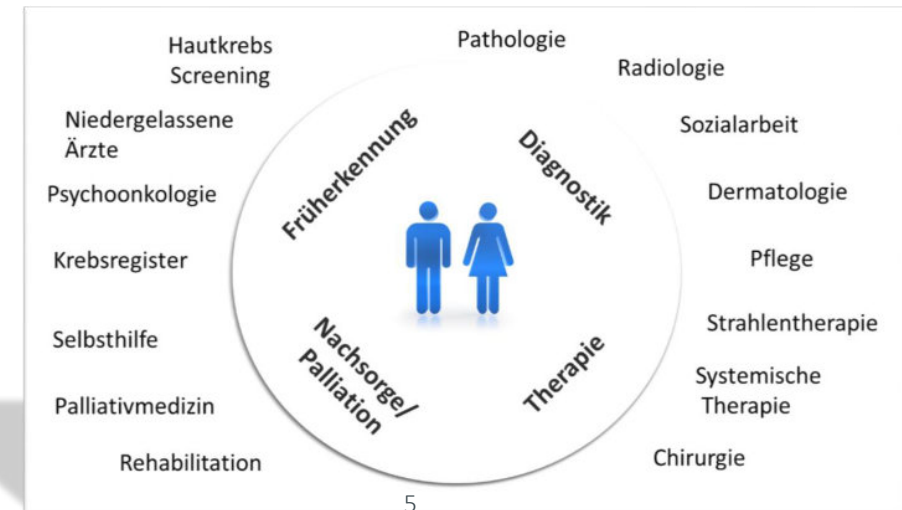 Pathologie
Hautkrebs
Screening
Radiologie
Niedergelassene
Ärzte
Sozialarbeit
Früherkennung
Diagnostik
Psychoonkologie
Dermatologie
Krebsregister
Pflege
Selbsthilfe
Strahlentherapie
Nachsorge/
Palliation
Therapie
Systemische
Therapie
Palliativmedizin
Rehabilitation
Chirurgie
5